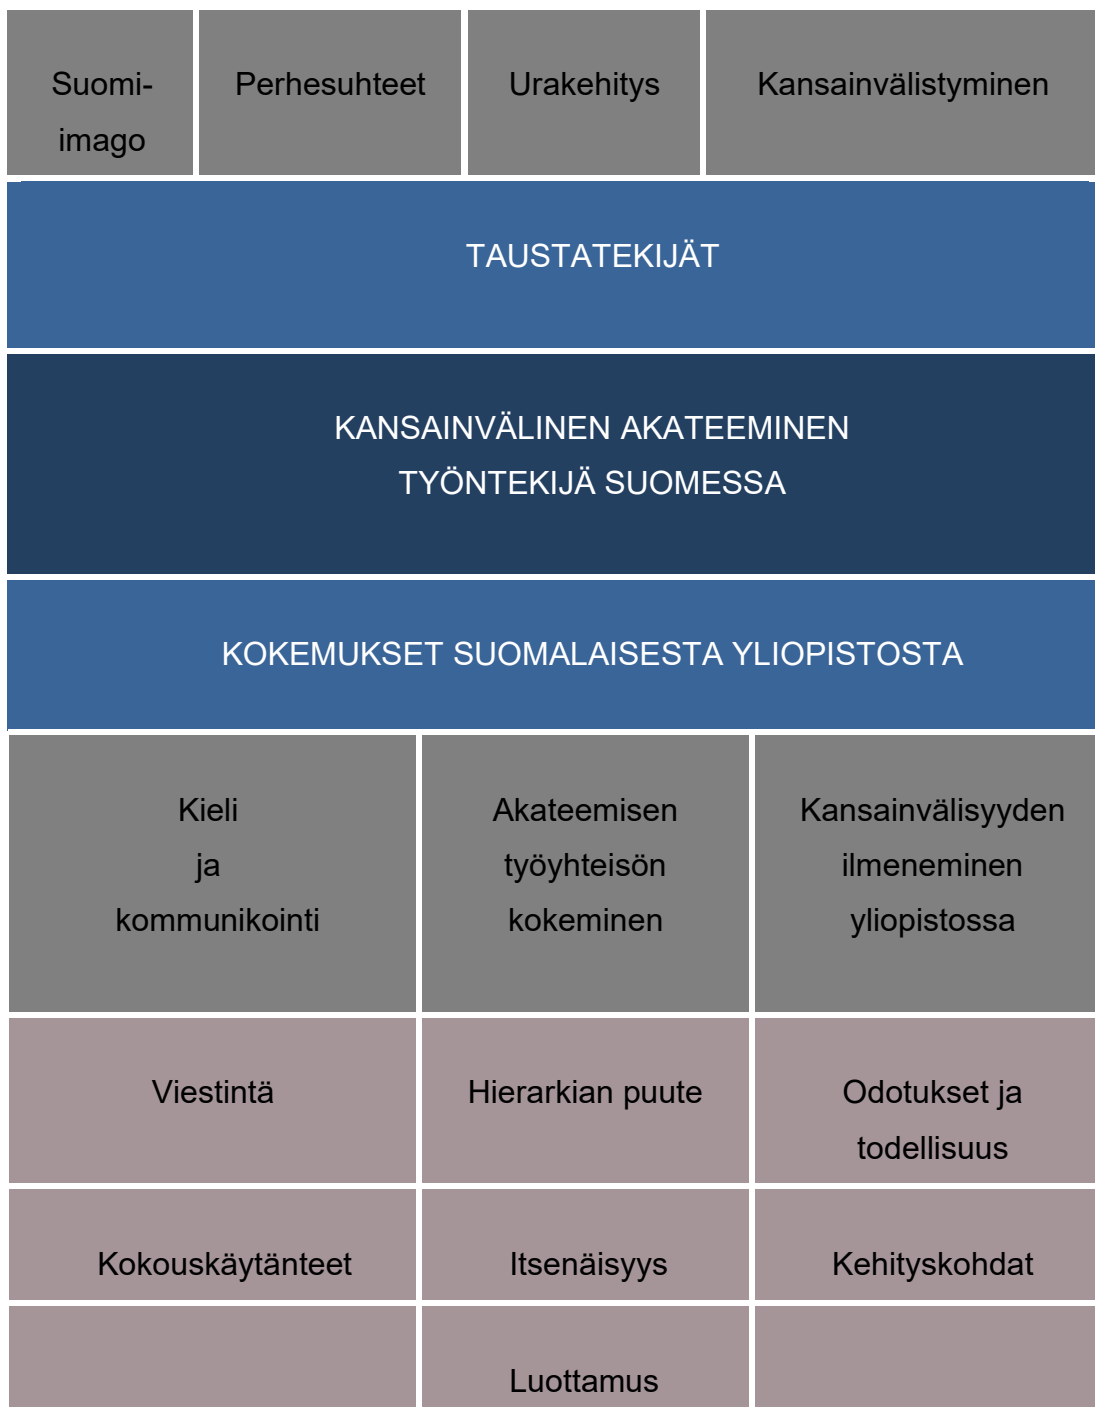 Suomi-
imago
Perhesuhteet
Urakehitys
Kansainvälistyminen
TAUSTATEKIJÄT
KANSAINVÄLINEN AKATEEMINEN
TYÖNTEKIJÄ SUOMESSA
KOKEMUKSET SUOMALAISESTA YLIOPISTOSTA
Kieli
ja
kommunikointi
Akateemisen
työyhteisön
kokeminen
Kansainvälisyyden
ilmeneminen
yliopistossa
Viestintä
Hierarkian puute
Odotukset ja
todellisuus
Kokouskäytänteet
Itsenäisyys
Kehityskohdat
Luottamus